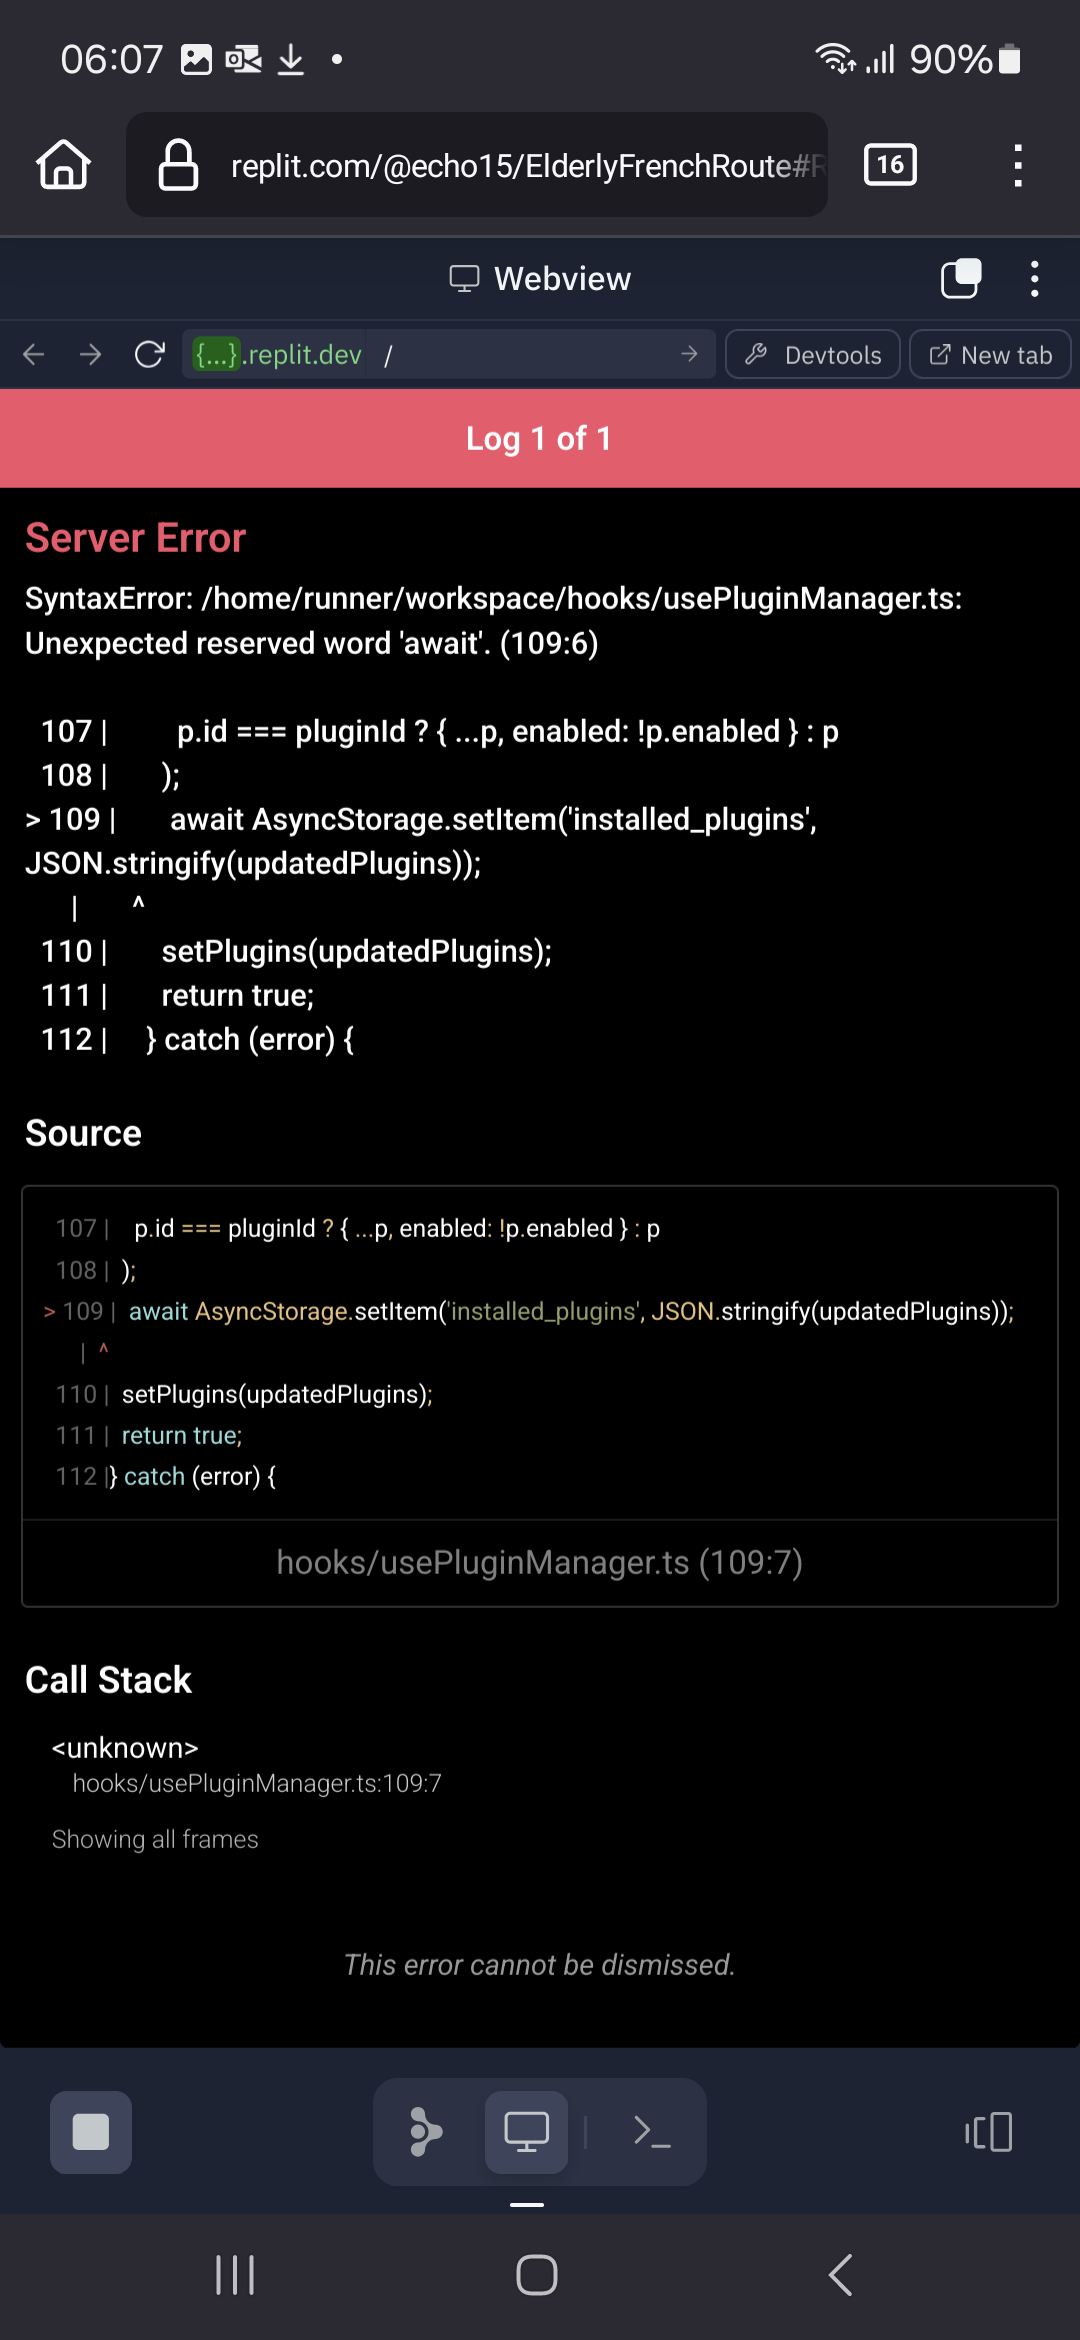 06:07
90%
replit.com/@echo15/ElderlyFrenchRoute#
16
Webview
{...}.replit.dev /
Devtools
New tab
Log 1 of 1
Server Error
SyntaxError: /home/runner/workspace/hooks/usePluginManager.ts:
Unexpected reserved word 'await'. (109:6)
107 | p.id === pluginId ? { ...p, enabled: !p.enabled } : p
108 | );
> 109 | await AsyncStorage.setItem('installed_plugins',
JSON.stringify(updatedPlugins));
| ^
110 | setPlugins(updatedPlugins);
111 | return true;
112 | } catch (error) {
Source
107 | p.id === pluginId ? { ...p, enabled: !p.enabled } : p
108 | );
> 109 | await AsyncStorage.setItem('installed_plugins', JSON.stringify(updatedPlugins));
| ^
110 | setPlugins(updatedPlugins);
111 | return true;
112 |} catch (error) {
hooks/usePluginManager.ts (109:7)
Call Stack
<unknown>
hooks/usePluginManager.ts:109:7
Showing all frames
This error cannot be dismissed.